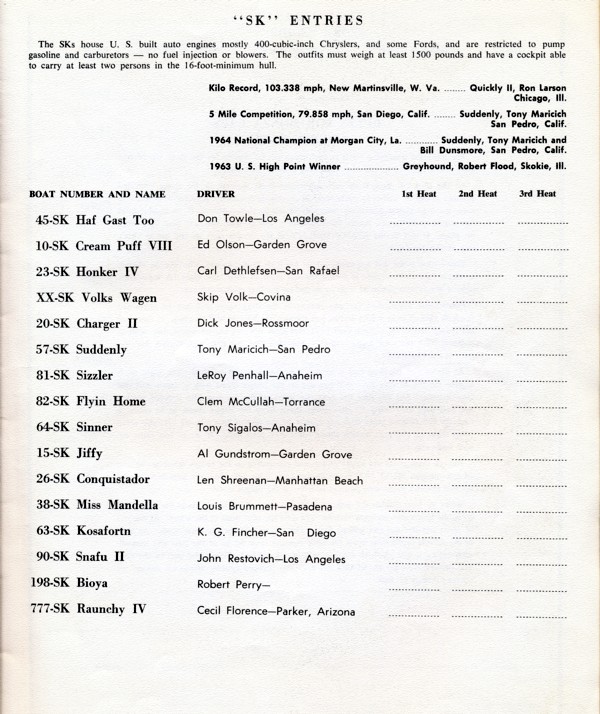 “SK” ENTRIES
The SKs house U. S. built auto engines mostly 400-cubic-inch Chryslers, and some Fords, and are restricted to pump
gasoline and carburetors — no fuel injection or blowers. The outfits must weigh at least 1500 pounds and have a cockpit able
to carry at least two persons in the 16-foot-minimum hull.
Kilo Record, 103.338 mph, New Martinsville, W. Va. ........ Quickly II, Ron Larson
Chicago, Ill.
5 Mile Competition, 79.858 mph, San Diego, Calif. ........ Suddenly, Tony Maricich
San Pedro, Calif.
1964 National Champion at Morgan City, La. ............ Suddenly, Tony Maricich and
Bill Dunsmore, San Pedro, Calif.
1963 U. S. High Point Winner .................... Greyhound, Robert Flood, Skokie, Ill.
BOAT NUMBER AND NAME DRIVER 1st Heat 2nd Heat 3rd Heat
45-SK Haf Gast Too Don Towle—Los Angeles
10-SK Cream Puff VIII Ed Olson—Garden Grove
23-SK Honker IV Carl Dethlefsen—San Rafael
XX-SK Volks Wagen Skip Volk—Covina
20-SK Charger II Dick Jones—Rossmoor
57-SK Suddenly Tony Maricich—San Pedro
81-SK Sizzler LeRoy Penhall—Anaheim
82-SK Flyin Home Clem McCullah—Torrance
64-SK Sinner Tony Sigalos—Anaheim
15-SK Jiffy Al Gundstrom—Garden Grove
26-SK Conquistador Len Shreenan—Manhattan Beach
38-SK Miss Mandella Louis Brummett—Pasadena
63-SK Kosafortn K. G. Fincher—San Diego
90-SK Snafu II John Restovich—Los Angeles
198-SK Bioya Robert Perry—
777-SK Raunchy IV Cecil Florence—Parker, Arizona